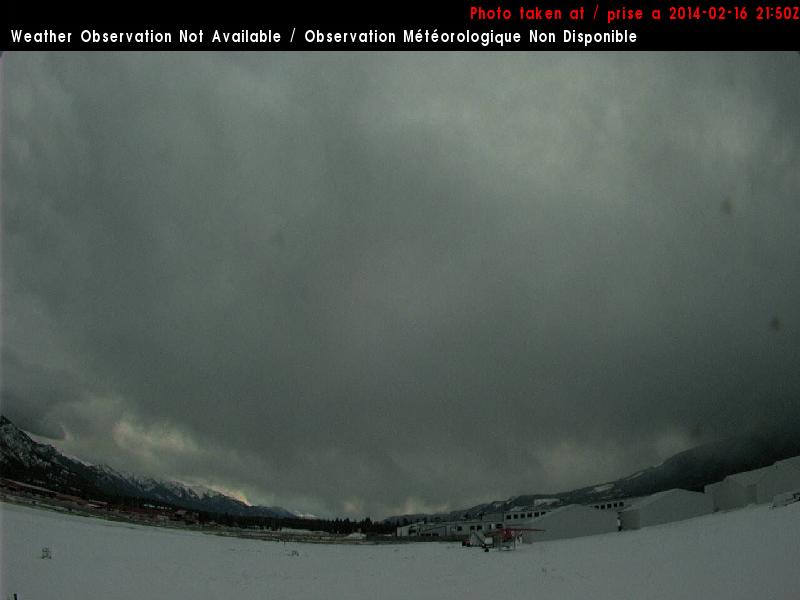 Photo taken at / prise a 2014-02-16 21:50Z
Weather Observation Not Available / Observation Météorologique Non Disponible